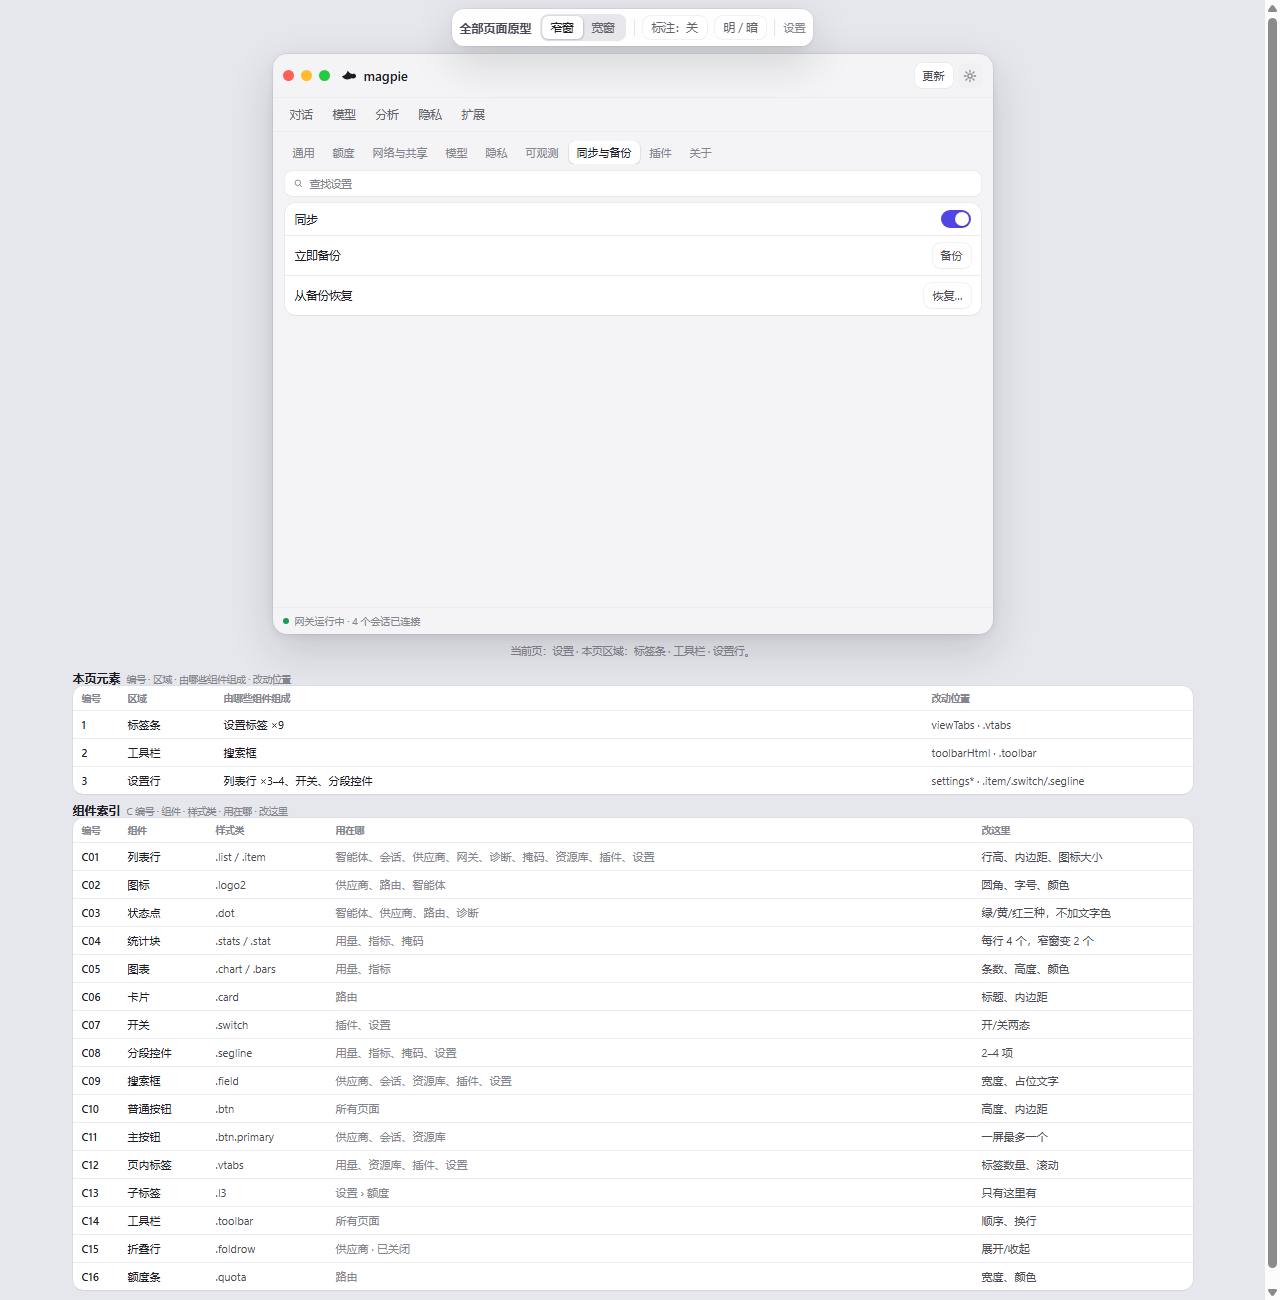 全部页面原型 窄窗 宽窗 标注：关 明 / 暗 设置
magpie 更新
对话 模型 分析 隐私 扩展
通用 额度 网络与共享 模型 隐私 可观测 同步与备份 插件 关于
查找设置
同步
立即备份 备份
从备份恢复 恢复...
网关运行中 · 4 个会话已连接
当前页：设置 · 本页区域：标签条 · 工具栏 · 设置行。
本页元素 编号 · 区域 · 由哪些组件组成 · 改动位置
编号 区域 由哪些组件组成 改动位置
1 标签条 设置标签 ×9 viewTabs · .vtabs
2 工具栏 搜索框 toolbarHtml · .toolbar
3 设置行 列表行 ×3–4、开关、分段控件 settings* · .item/.switch/.segline
组件索引 C 编号 · 组件 · 样式类 · 用在哪 · 改这里
编号 组件 样式类 用在哪 改这里
C01 列表行 .list / .item 智能体、会话、供应商、网关、诊断、掩码、资源库、插件、设置 行高、内边距、图标大小
C02 图标 .logo2 供应商、路由、智能体 圆角、字号、颜色
C03 状态点 .dot 智能体、供应商、路由、诊断 绿/黄/红三种，不加文字色
C04 统计块 .stats / .stat 用量、指标、掩码 每行 4 个，窄窗变 2 个
C05 图表 .chart / .bars 用量、指标 条数、高度、颜色
C06 卡片 .card 路由 标题、内边距
C07 开关 .switch 插件、设置 开/关两态
C08 分段控件 .segline 用量、指标、掩码、设置 2–4 项
C09 搜索框 .field 供应商、会话、资源库、插件、设置 宽度、占位文字
C10 普通按钮 .btn 所有页面 高度、内边距
C11 主按钮 .btn.primary 供应商、会话、资源库 一屏最多一个
C12 页内标签 .vtabs 用量、资源库、插件、设置 标签数量、滚动
C13 子标签 .l3 设置 › 额度 只有这里有
C14 工具栏 .toolbar 所有页面 顺序、换行
C15 折叠行 .foldrow 供应商 · 已关闭 展开/收起
C16 额度条 .quota 路由 宽度、颜色